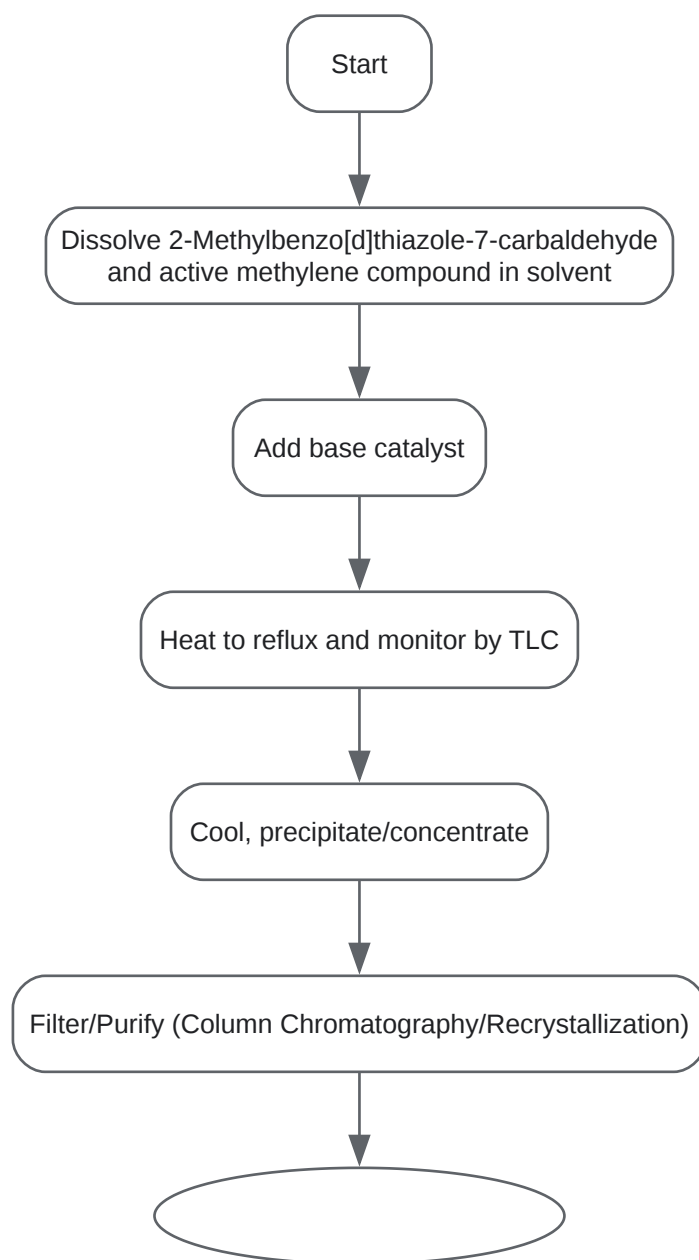 Start
Dissolve 2-Methylbenzo[d]thiazole-7-carbaldehyde
and active methylene compound in solvent
Add base catalyst
Heat to reflux and monitor by TLC
Cool, precipitate/concentrate
Filter/Purify (Column Chromatography/Recrystallization)